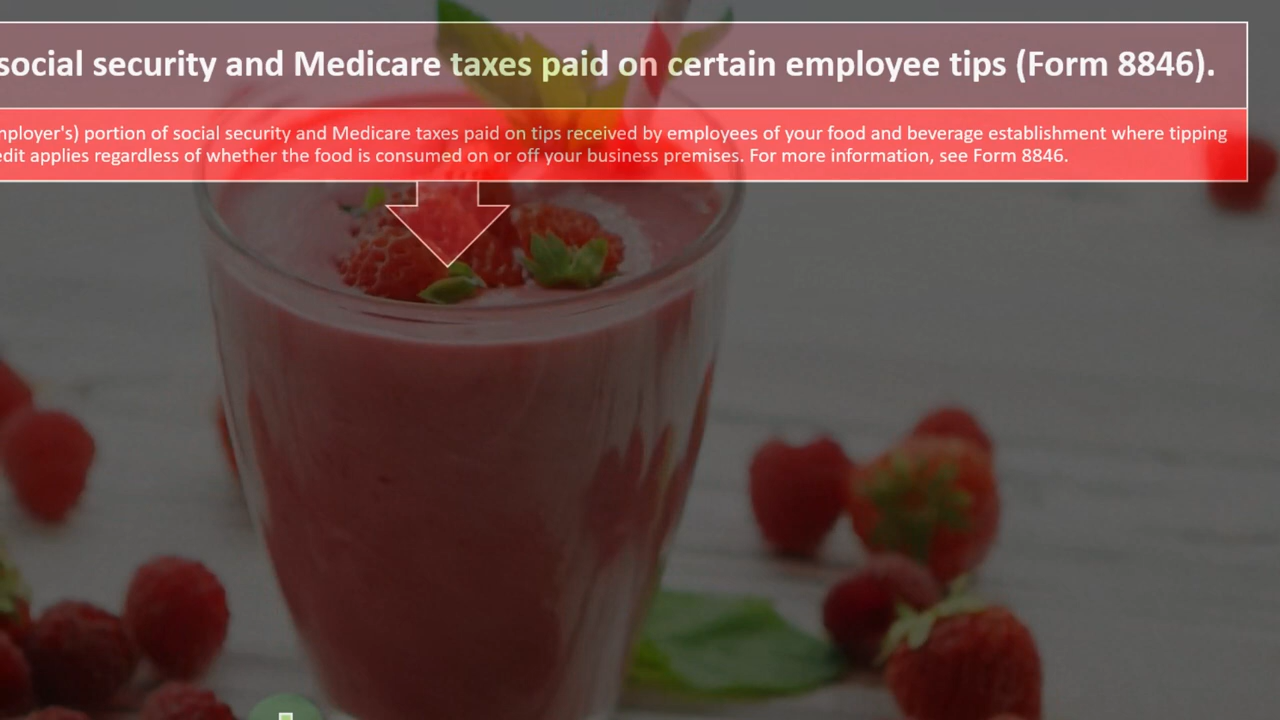 social security and Medicare taxes paid on certain employee tips (Form 8846).
portion of social security and Medicare taxes paid on tips received by employees of your food and beverage establishment where tipping
applies regardless of whether the food is consumed on or off your business premises. For more information, see Form 8846.